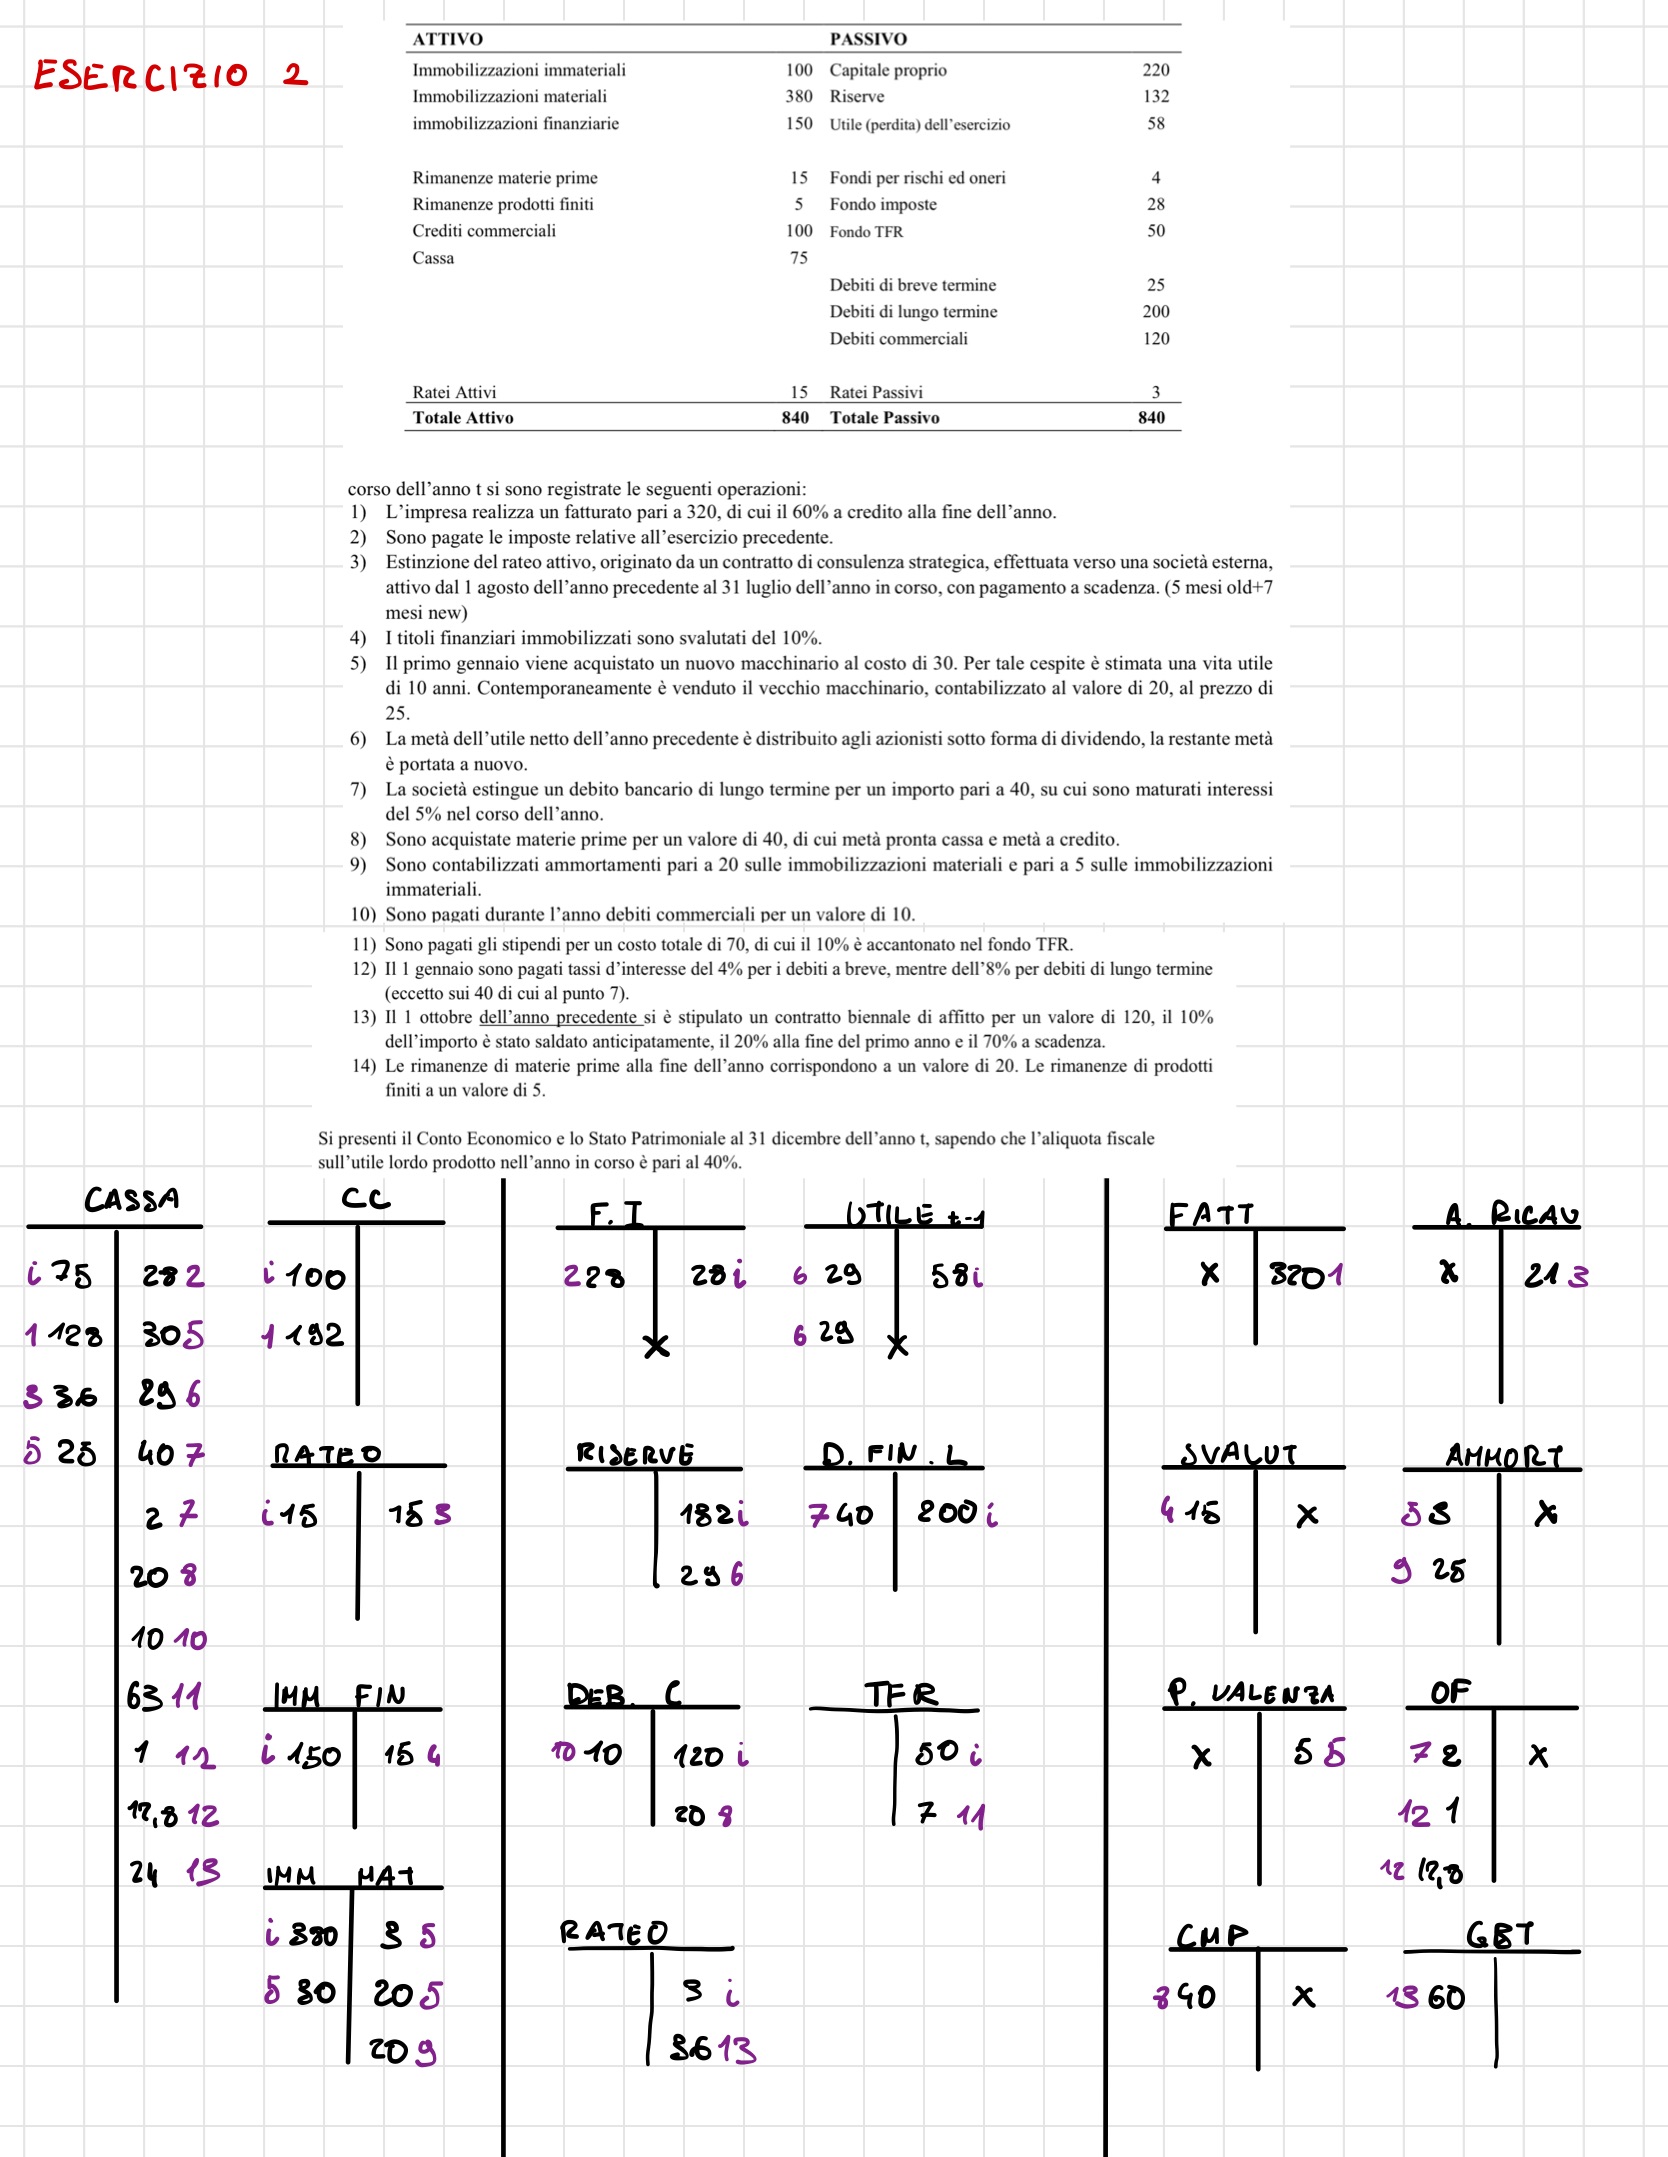 ESERCIZIO 2
ATTIVO PASSIVO
Immobilizzazioni immateriali 100 Capitale proprio 220
Immobilizzazioni materiali 380 Riserve 132
immobilizzazioni finanziarie 150 Utile (perdita) dell'esercizio 58
Rimanenze materie prime 15 Fondi per rischi ed oneri 4
Rimanenze prodotti finiti 5 Fondo imposte 28
Crediti commerciali 100 Fondo TFR 50
Cassa 75
Debiti di breve termine 25
Debiti di lungo termine 200
Debiti commerciali 120
Ratei Attivi 15 Ratei Passivi 3
Totale Attivo 840 Totale Passivo 840
corso dell'anno t si sono registrate le seguenti operazioni:
1) L'impresa realizza un fatturato pari a 320, di cui il 60% a credito alla fine dell'anno.
2) Sono pagate le imposte relative all'esercizio precedente.
3) Estinzione del rateo attivo, originato da un contratto di consulenza strategica, effettuata verso una società esterna,
attivo dal 1 agosto dell'anno precedente al 31 luglio dell'anno in corso, con pagamento a scadenza. (5 mesi old+7
mesi new)
4) I titoli finanziari immobilizzati sono svalutati del 10%.
5) Il primo gennaio viene acquistato un nuovo macchinario al costo di 30. Per tale cespite è stimata una vita utile
di 10 anni. Contemporaneamente è venduto il vecchio macchinario, contabilizzato al valore di 20, al prezzo di
25.
6) La metà dell'utile netto dell'anno precedente è distribuito agli azionisti sotto forma di dividendo, la restante metà
è portata a nuovo.
7) La società estingue un debito bancario di lungo termine per un importo pari a 40, su cui sono maturati interessi
del 5% nel corso dell'anno.
8) Sono acquistate materie prime per un valore di 40, di cui metà pronta cassa e metà a credito.
9) Sono contabilizzati ammortamenti pari a 20 sulle immobilizzazioni materiali e pari a 5 sulle immobilizzazioni
immateriali.
10) Sono pagati durante l'anno debiti commerciali per un valore di 10.
11) Sono pagati gli stipendi per un costo totale di 70, di cui il 10% è accantonato nel fondo TFR.
12) Il 1 gennaio sono pagati tassi d'interesse del 4% per i debiti a breve, mentre dell'8% per debiti di lungo termine
(eccetto sui 40 di cui al punto 7).
13) Il 1 ottobre dell'anno precedente si è stipulato un contratto biennale di affitto per un valore di 120, il 10%
dell'importo è stato saldato anticipatamente, il 20% alla fine del primo anno e il 70% a scadenza.
14) Le rimanenze di materie prime alla fine dell'anno corrispondono a un valore di 20. Le rimanenze di prodotti
finiti a un valore di 5.
Si presenti il Conto Economico e lo Stato Patrimoniale al 31 dicembre dell'anno t, sapendo che l'aliquota fiscale
sull'utile lordo prodotto nell'anno in corso è pari al 40%.
CASSA CC F.I UTILE t-1 FATT A. RICAV
i 75 28 2 i 100 2 28 28 i 6 29 58 i x 320 1 x 21 3
1 128 30 5 1 192 x 6 29 x
3 36 29 6
5 25 40 7 RATEO RISERVE D. FIN. L SVALUT AMMORT
2 7 i 15 15 3 132 i 7 40 200 i 4 15 x 5 3 x
20 8 29 6 9 25
10 10
63 11 IMM FIN DEB. C TFR P. VALENZA OF
1 12 i 150 15 4 10 10 120 i 50 i x 5 5 7 2 x
12,8 12 20 8 7 11 12 1
24 13 IMM MAT 12 12,8
i 380 3 5 RATEO CMP GBT
5 30 20 5 3 i 8 40 x 13 60
20 9 36 13